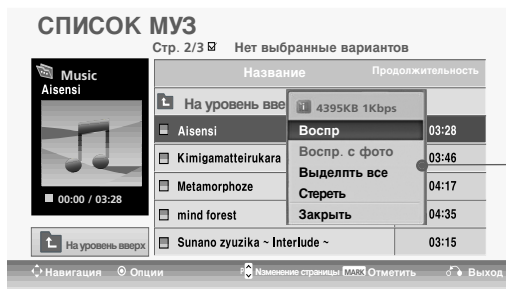 СПИСОК МУЗ
Стр. 2/3 Нет выбранные вариантов
Music
Aisensi
00:00 / 03:28
На уровень вверх
Название Продолжительность
На уровень вве
4395KB 1Kbps
Aisensi 03:28
Kimigamatteirukara 03:46
Metamorphoze 04:17
mind forest 04:35
Sunano zyuzika ~ Interlude ~ 03:15
Воспр
Воспр. с фото
Выделпть все
Стереть
Закрыть
Навигация Опции P Nзменение страницы MARK Отметить Выход